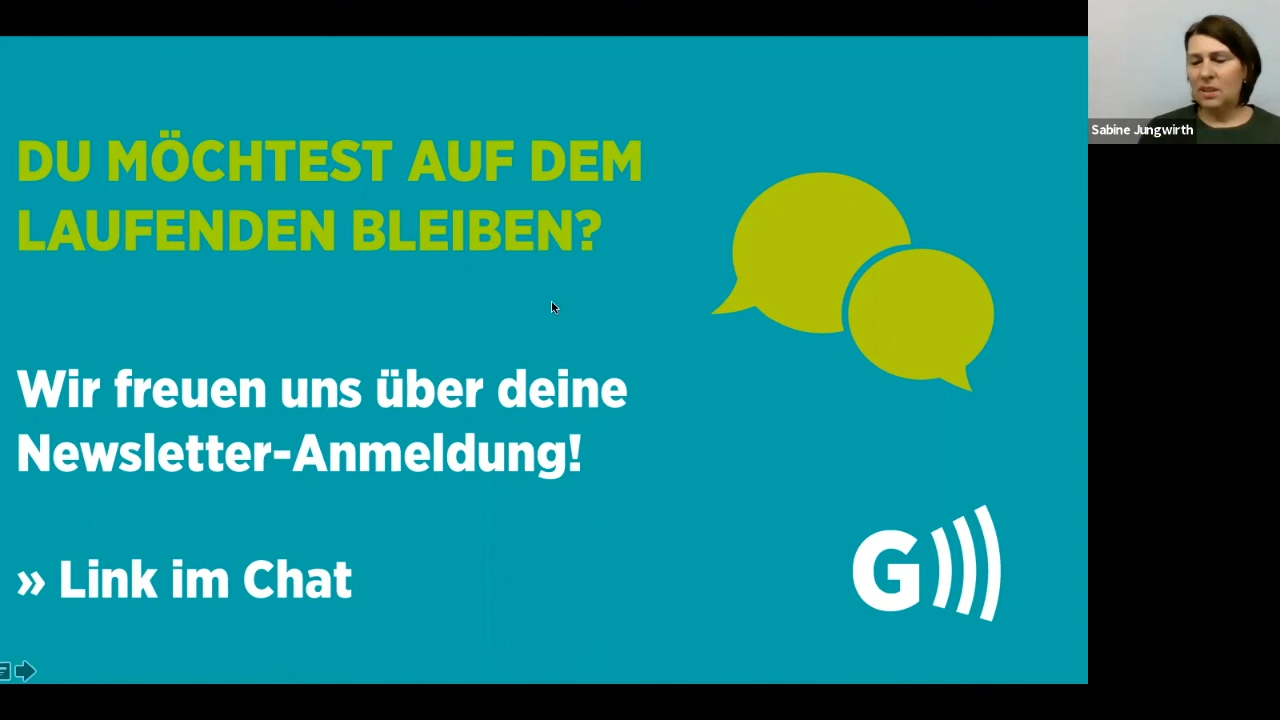 DU MÖCHTEST AUF DEM
LAUFENDEN BLEIBEN?
Wir freuen uns über deine
Newsletter-Anmeldung!
» Link im Chat
G
Sabine Jungwirth